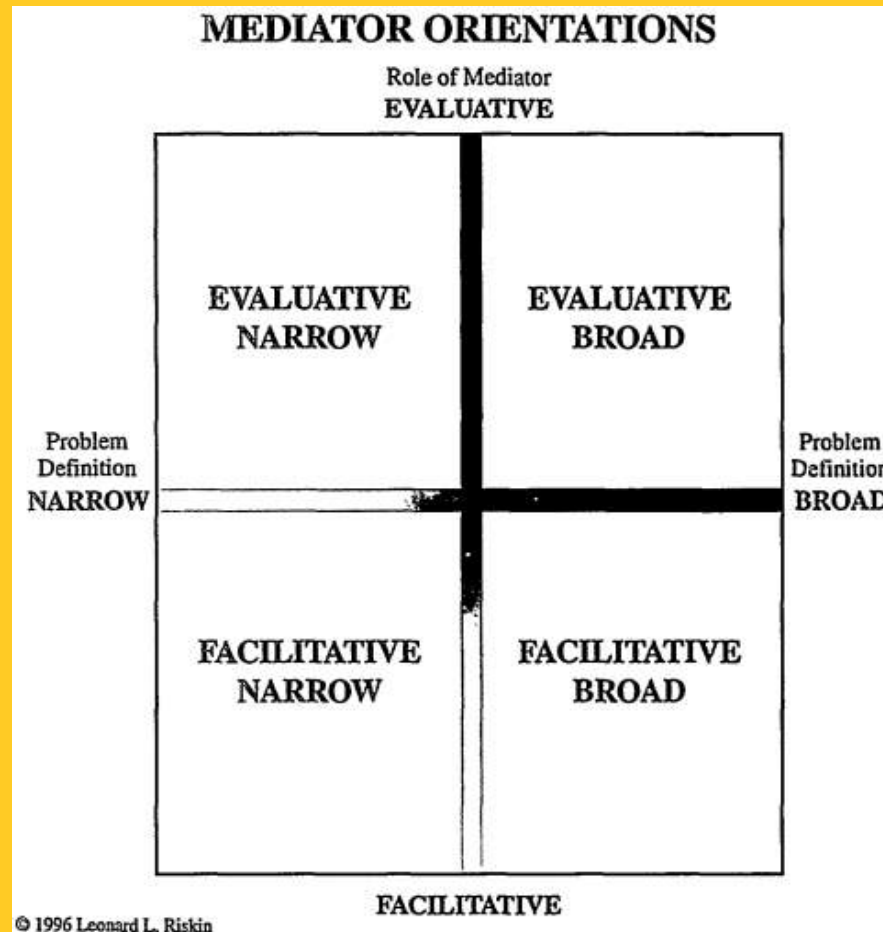 MEDIATOR ORIENTATIONS
Role of Mediator
EVALUATIVE
EVALUATIVE
NARROW
EVALUATIVE
BROAD
Problem
Definition
NARROW
Problem
Definition
BROAD
FACILITATIVE
NARROW
FACILITATIVE
BROAD
FACILITATIVE
© 1996 Leonard L. Riskin